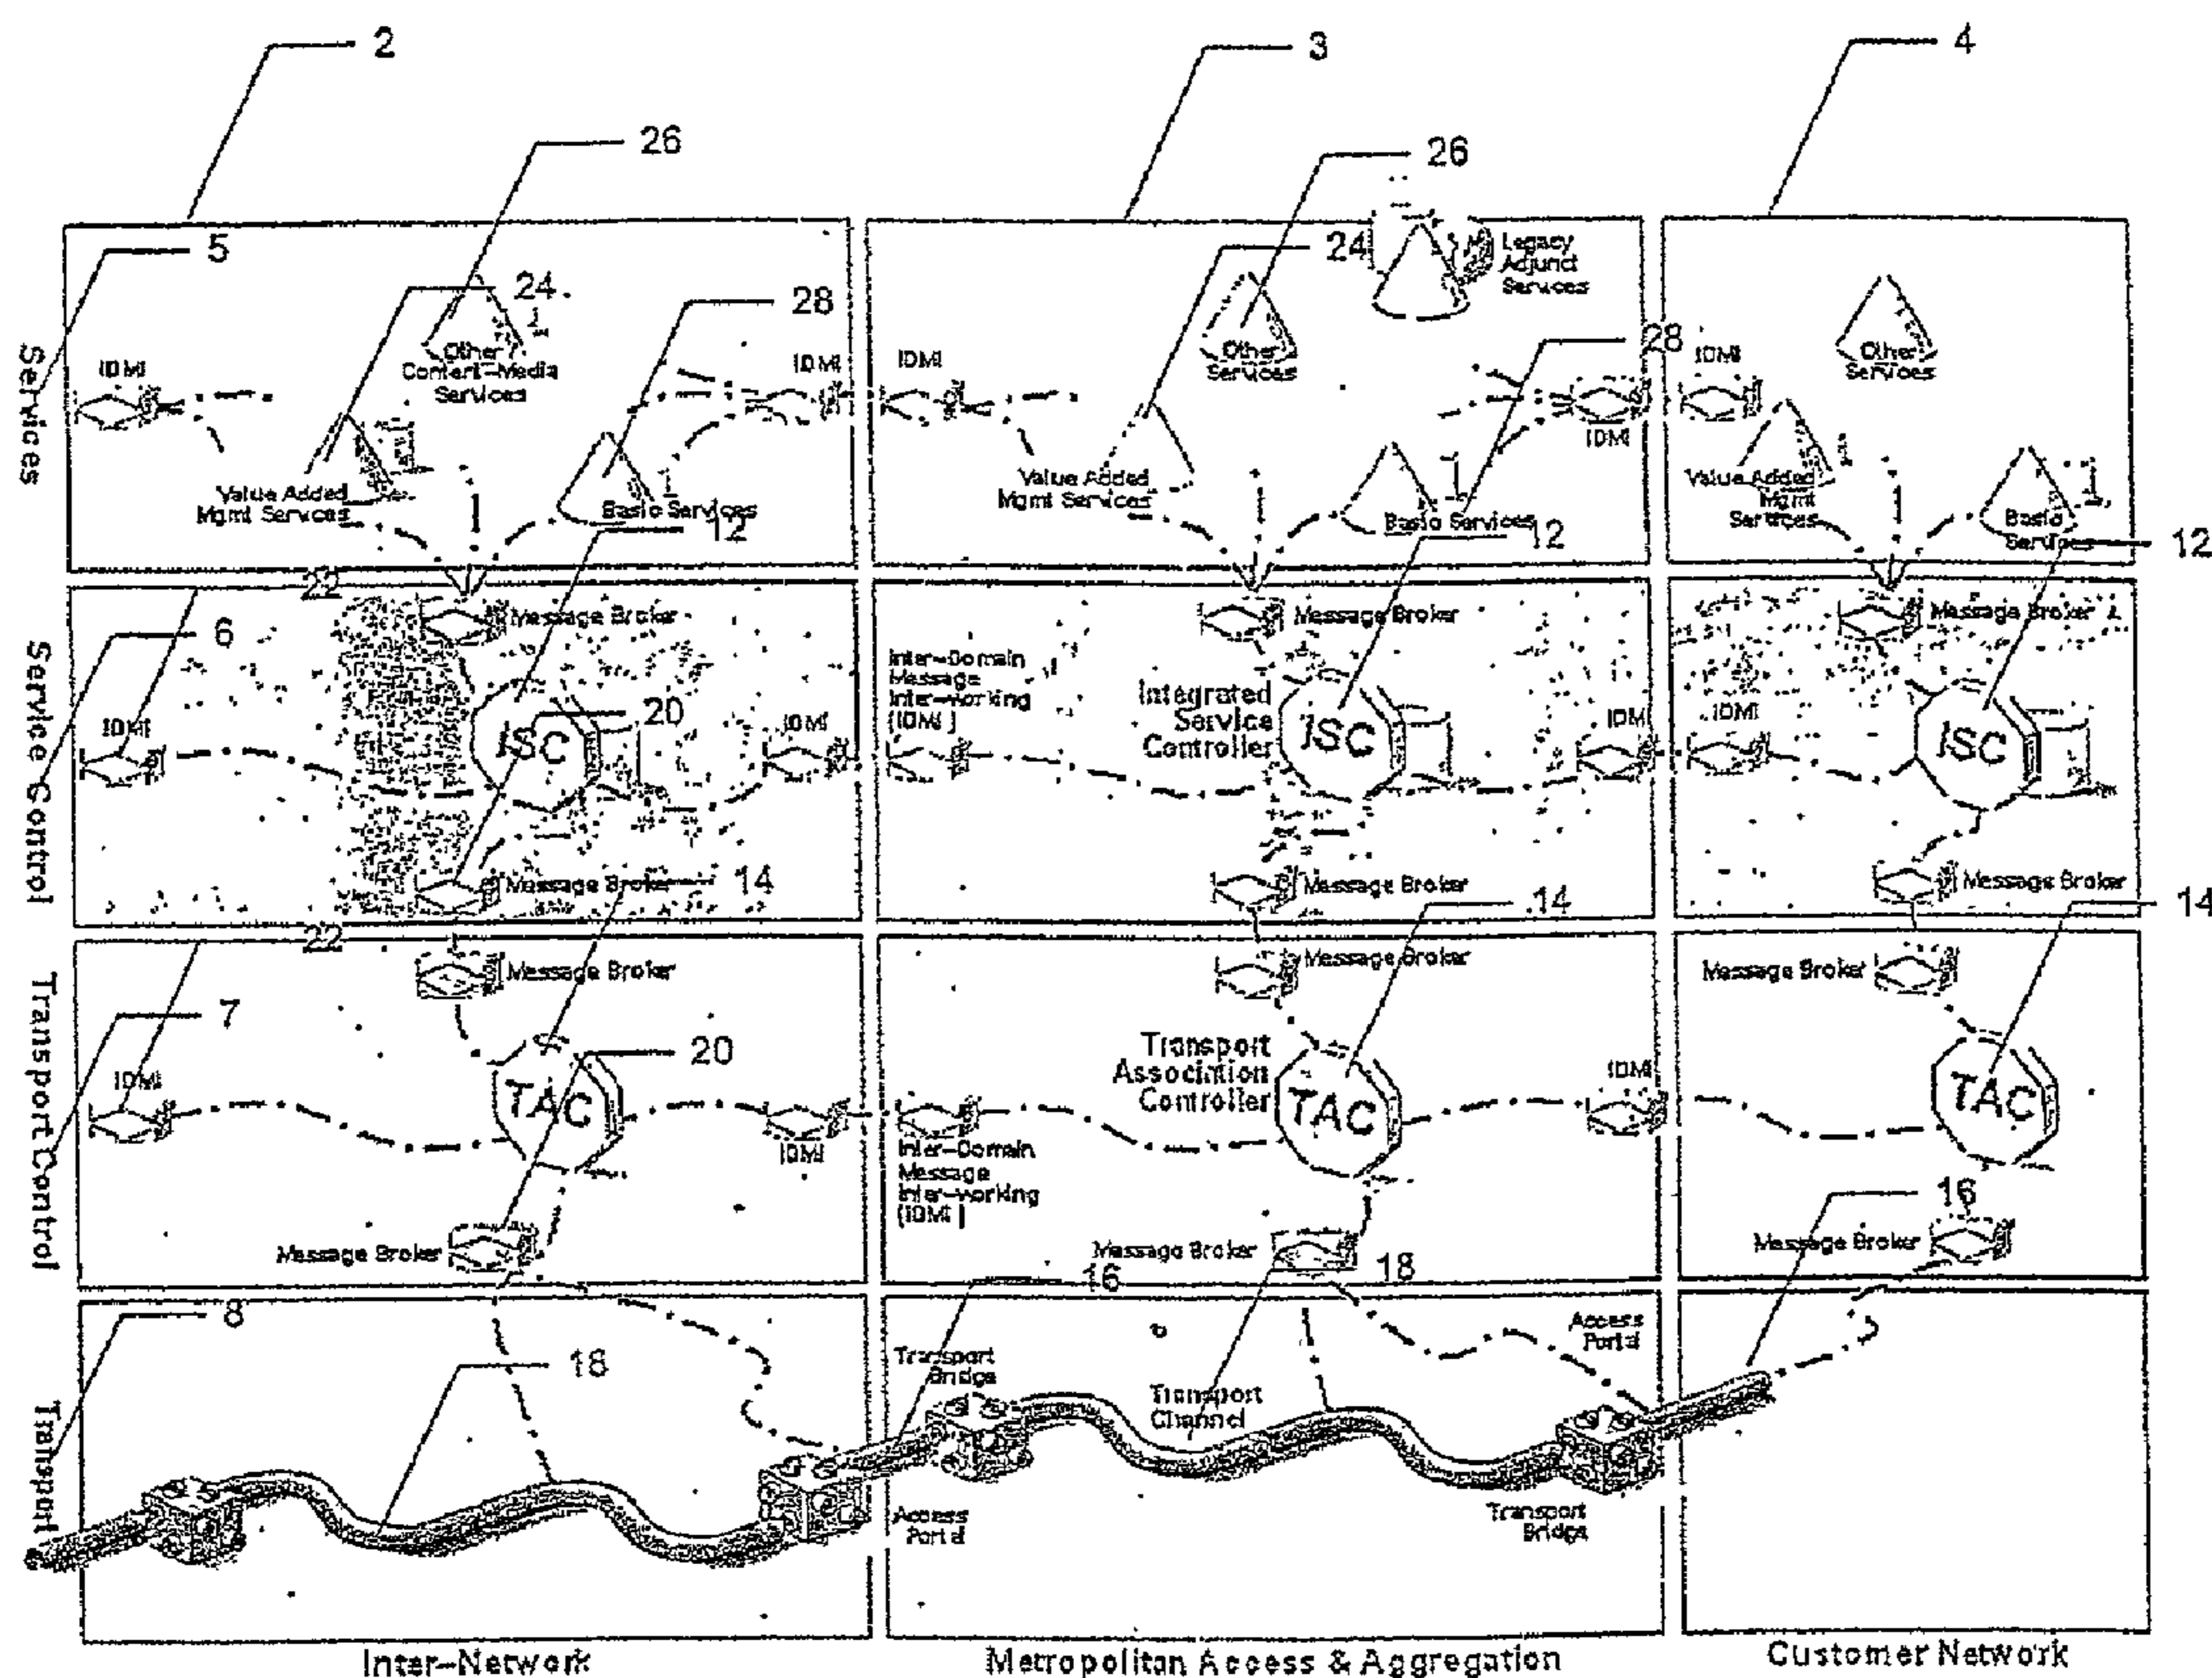 2
3
4
26
26
5
24
24
Legacy
Adjunct
Services
28
28
Services
IDMI
Other
Content-Media
Services
IDMI
IDMI
Other
Services
IDMI
IDMI
Other
Services
Value Added
Mgmt Services
Basic Services
Value Added
Mgmt Services
Basic Services
Value Added
Mgmt
Services
Basic
Services
12
12
12
22
Message Broker
Message Broker
Message Broker
6
Service Control
IDMI
ISC
20
IDMI
Inter-Domain
Message
Inter-working
(IDMI)
Integrated
Service
Controller
ISC
IDMI
IDMI
ISC
Message Broker
14
Message Broker
14
Message Broker
14
22
Message Broker
Message Broker
Message Broker
7
Transport Control
IDMI
TAC
20
IDMI
Inter-Domain
Message
Inter-working
(IDMI)
Transport
Association
Controller
TAC
IDMI
TAC
16
Message Broker
Message Broker
Message Broker
18
16
8
Transport
18
Transport
Bridge
Transport
Channel
Access
Portal
Access
Portal
Transport
Bridge
Inter-Network
Metropolitan Access & Aggregation
Customer Network